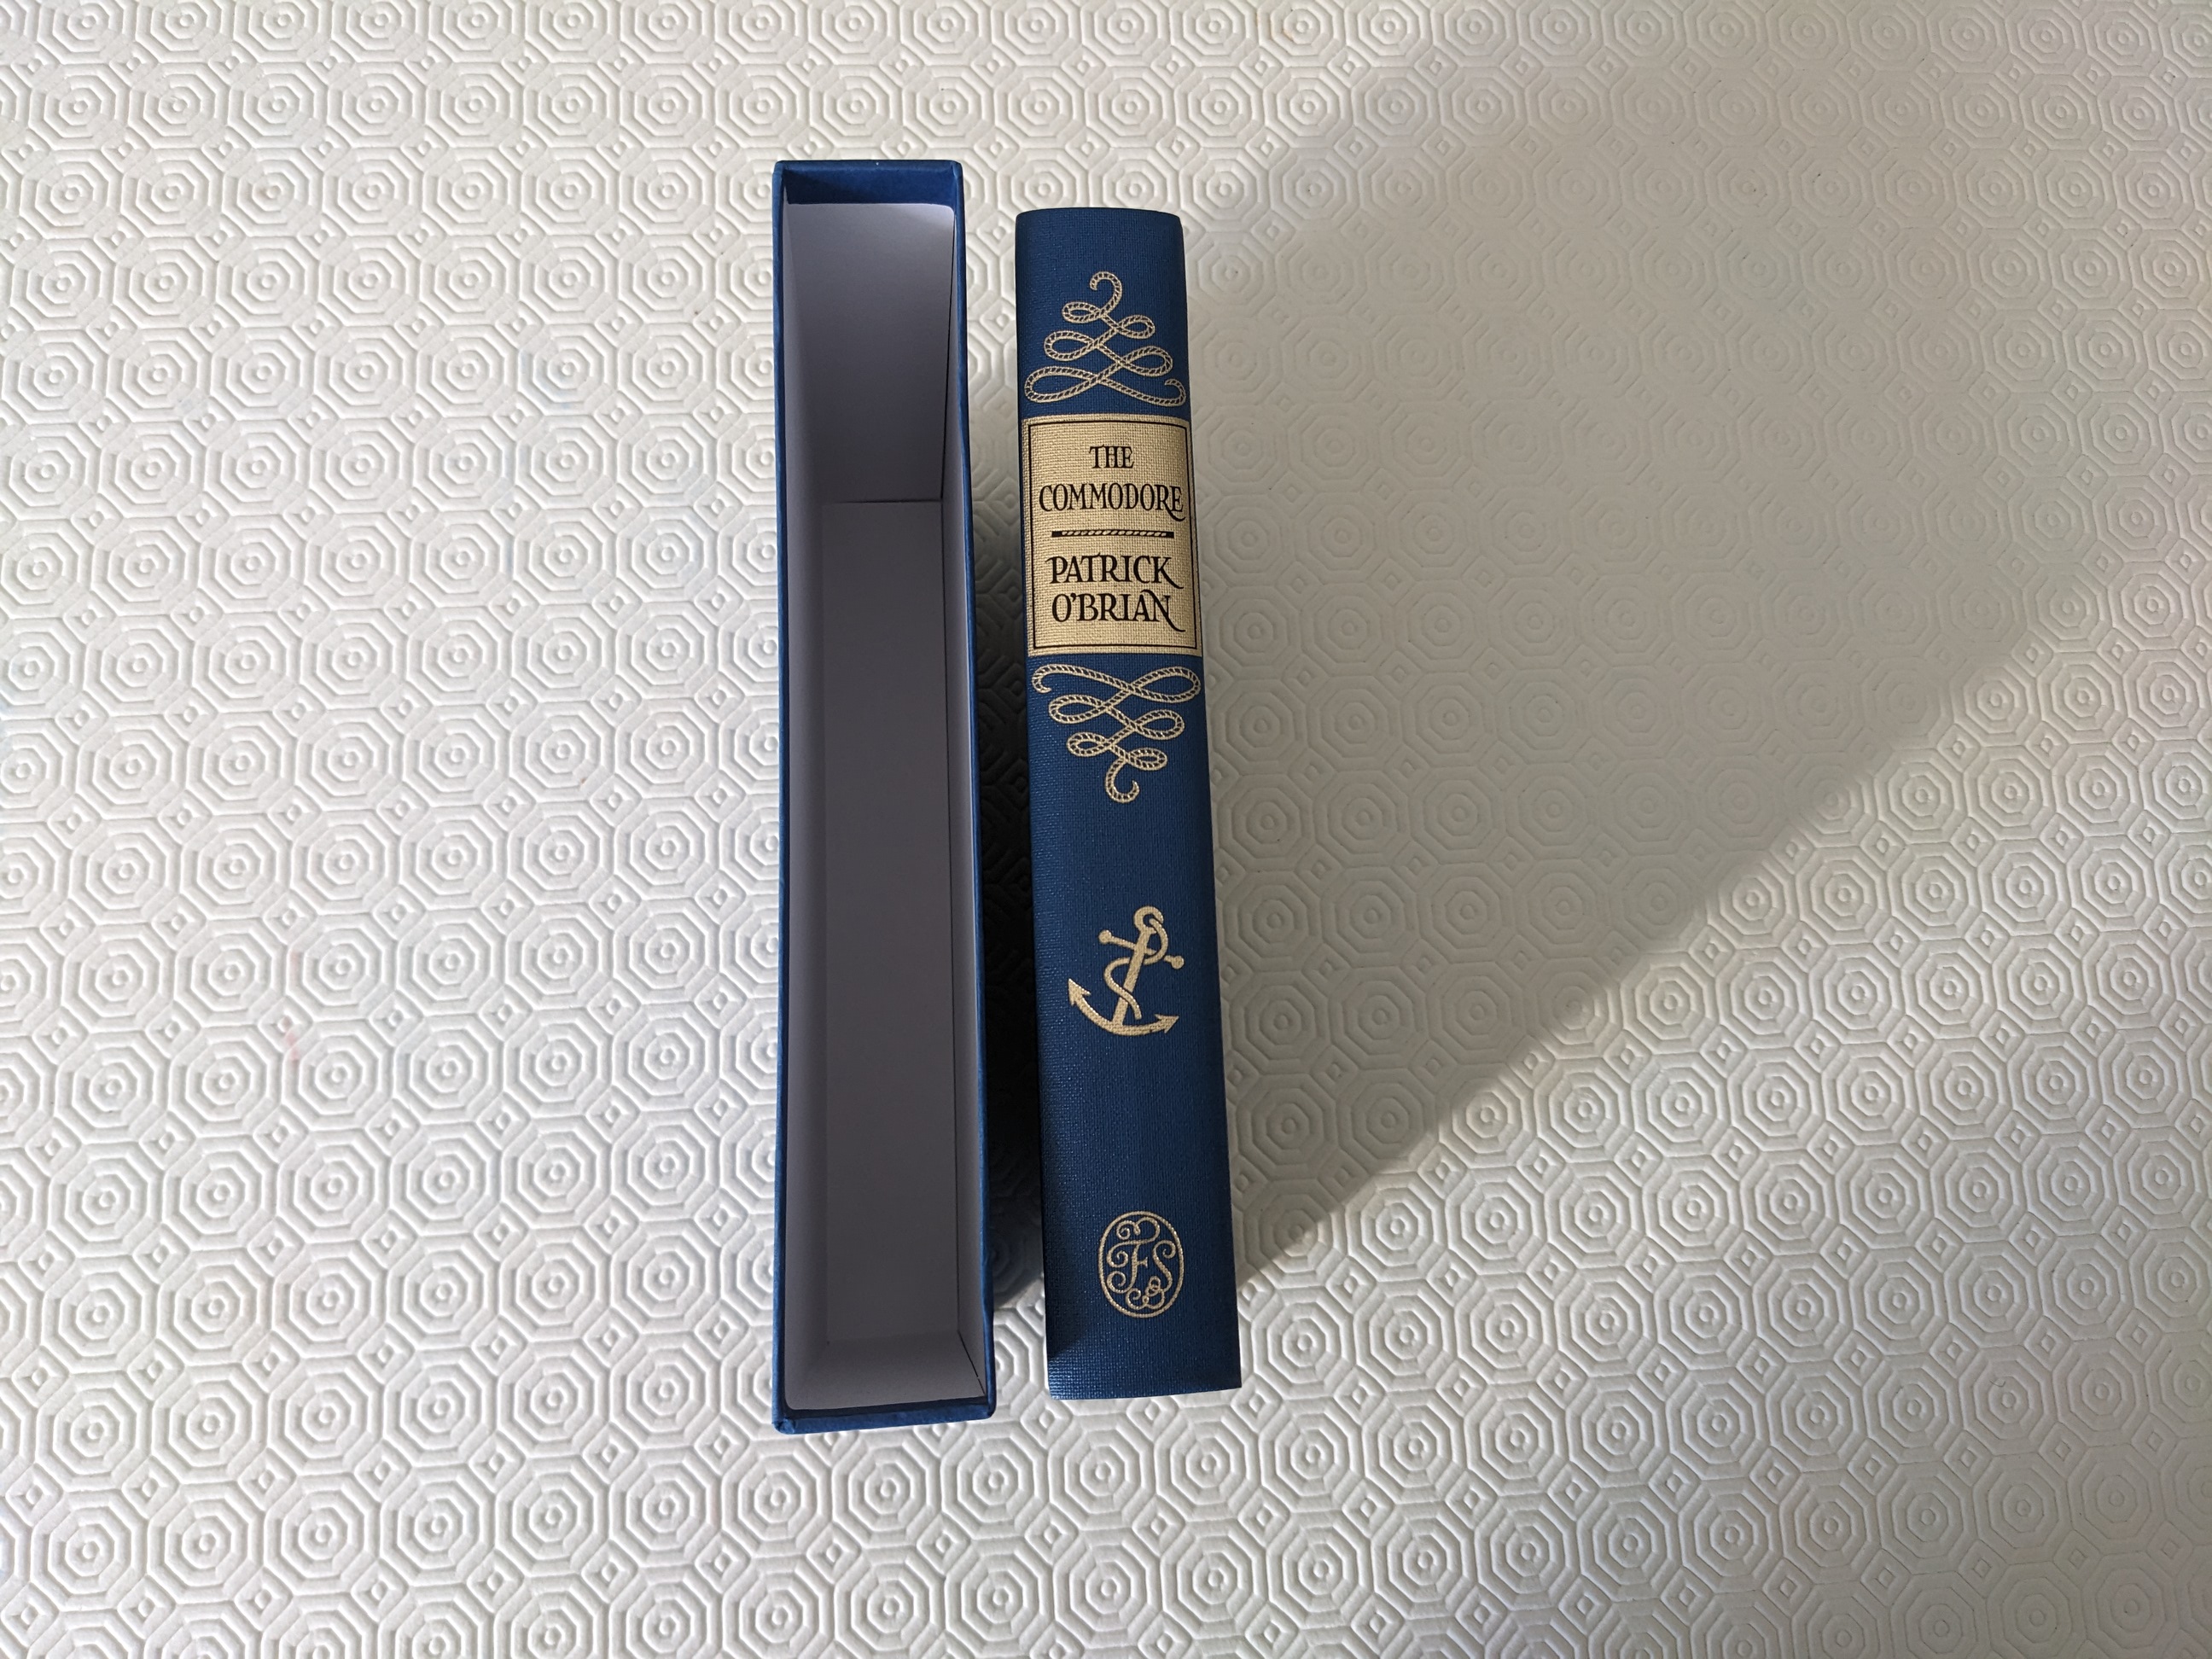 THE
COMMODORE
PATRICK
O'BRIAN
FS